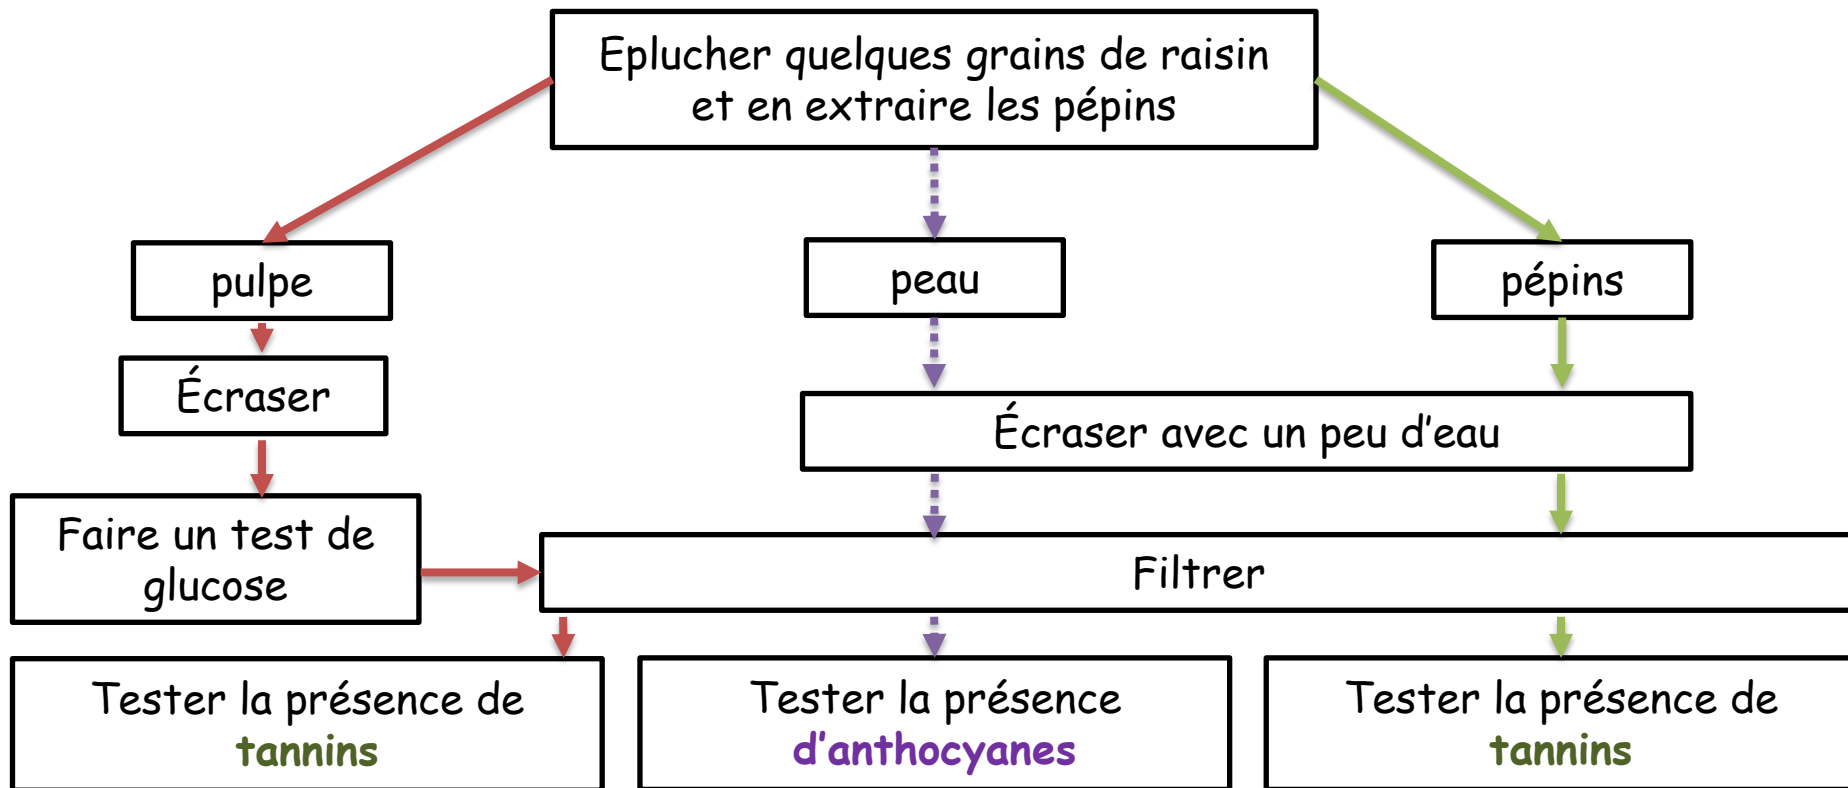 Eplucher quelques grains de raisin
et en extraire les pépins
pulpe
peau
pépins
Écraser
Écraser avec un peu d'eau
Faire un test de
glucose
Filtrer
Tester la présence de
tannins
Tester la présence
d'anthocyanes
Tester la présence de
tannins